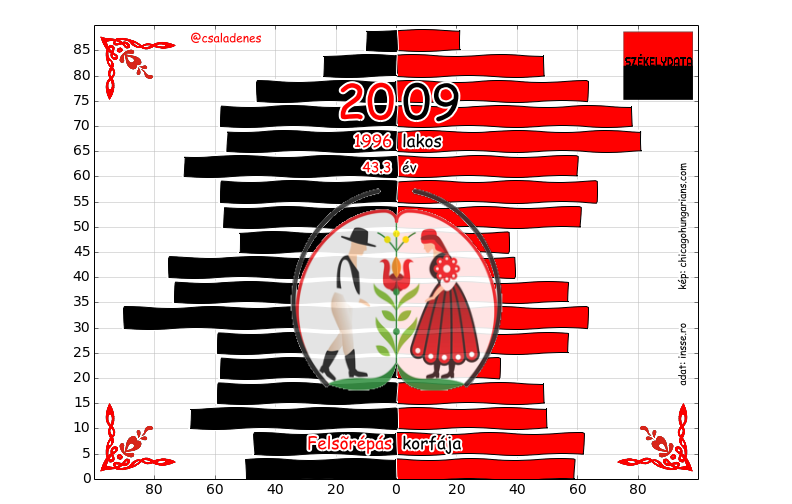 @csaladenes
SZÉKELYDATA
2009
1996 lakos
43.3 év
kép: chicagohungarians.com
adat: insse.ro
Felsõrépás korfája
85
80
75
70
65
60
55
50
45
40
35
30
25
20
15
10
5
0
80 60 40 20 0 20 40 60 80